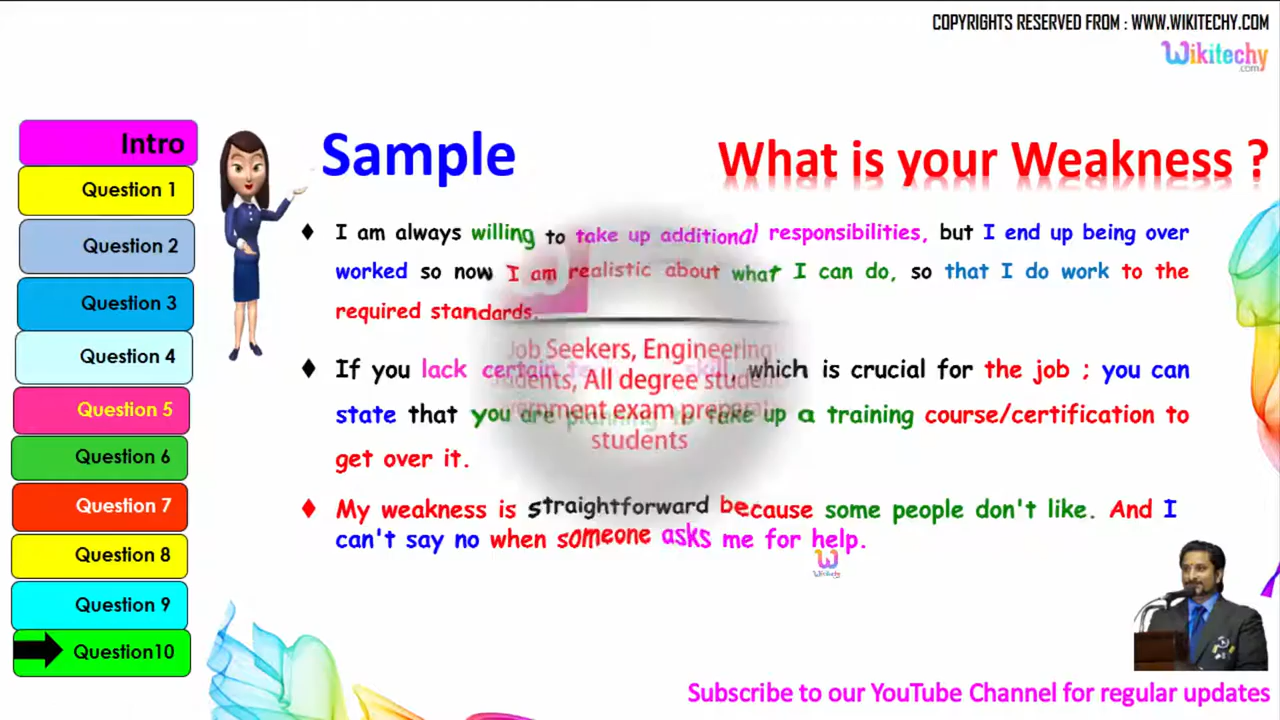 COPYRIGHTS RESERVED FROM : WWW.WIKITECHY.COM
Wikitechy
.com
Intro
Question 1
Question 2
Question 3
Question 4
Question 5
Question 6
Question 7
Question 8
Question 9
Question10
Sample
What is your Weakness ?
I am always willing to take up additional responsibilities, but I end up being over
worked so now I am realistic about what I can do, so that I do work to the
required standards.
If you lack certain skill, which is crucial for the job ; you can
state that you are planning to take up a training course/certification to
get over it.
My weakness is straightforward because some people don't like. And I
can't say no when someone asks me for help.
Job Seekers, Engineering
All degree
exam
students
Wikitechy
Subscribe to our YouTube Channel for regular updates